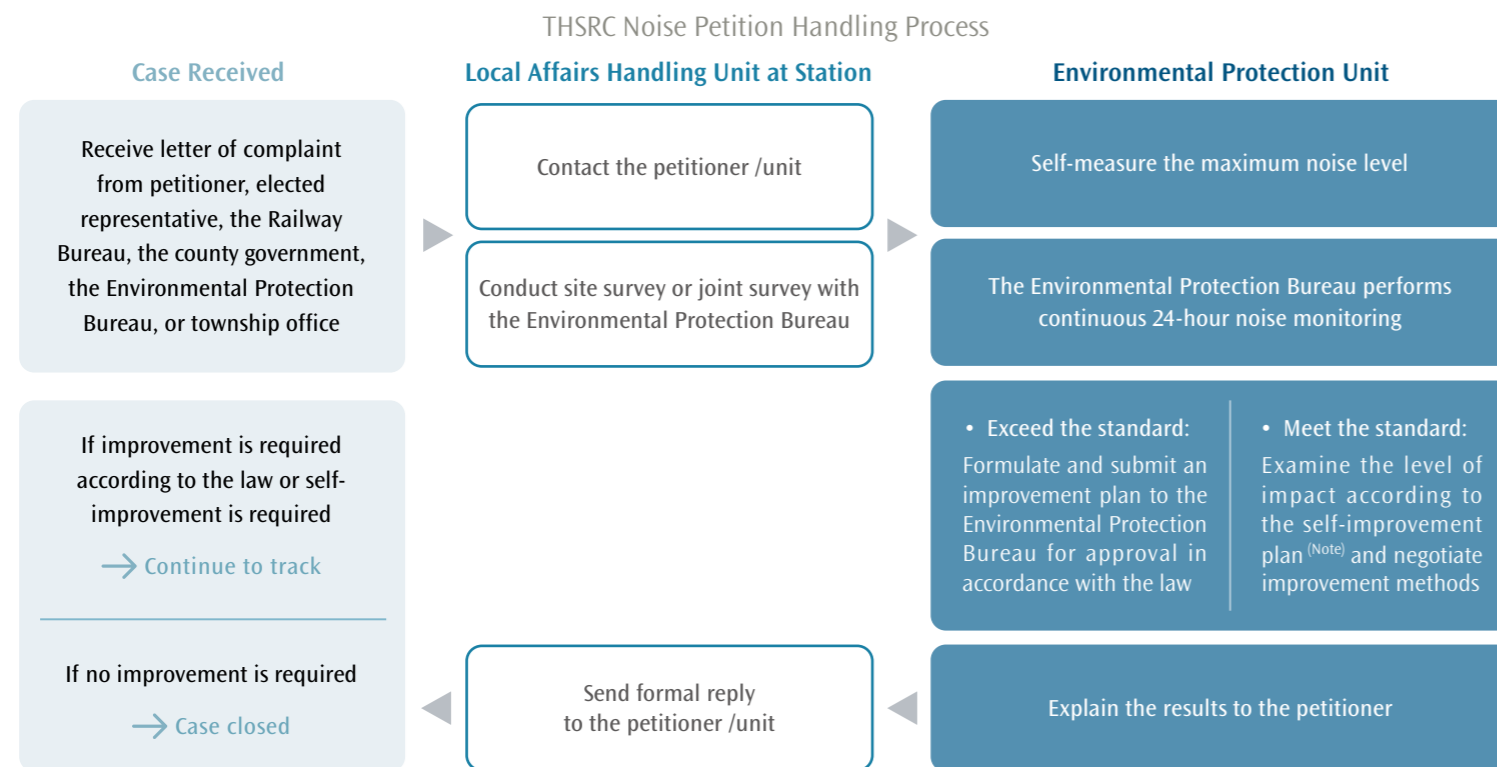 THSRC Noise Petition Handling Process
Case Received
Local Affairs Handling Unit at Station
Environmental Protection Unit
Receive letter of complaint
from petitioner, elected
representative, the Railway
Bureau, the county government,
the Environmental Protection
Bureau, or township office
Contact the petitioner /unit
Conduct site survey or joint survey with
the Environmental Protection Bureau
Self-measure the maximum noise level
The Environmental Protection Bureau performs
continuous 24-hour noise monitoring
• Exceed the standard:
Formulate and submit an
improvement plan to the
Environmental Protection
Bureau for approval in
accordance with the law
• Meet the standard:
Examine the level of
impact according to
the self-improvement
plan (Note) and negotiate
improvement methods
Explain the results to the petitioner
Send formal reply
to the petitioner /unit
If improvement is required
according to the law or self-
improvement is required
→ Continue to track
If no improvement is required
→ Case closed